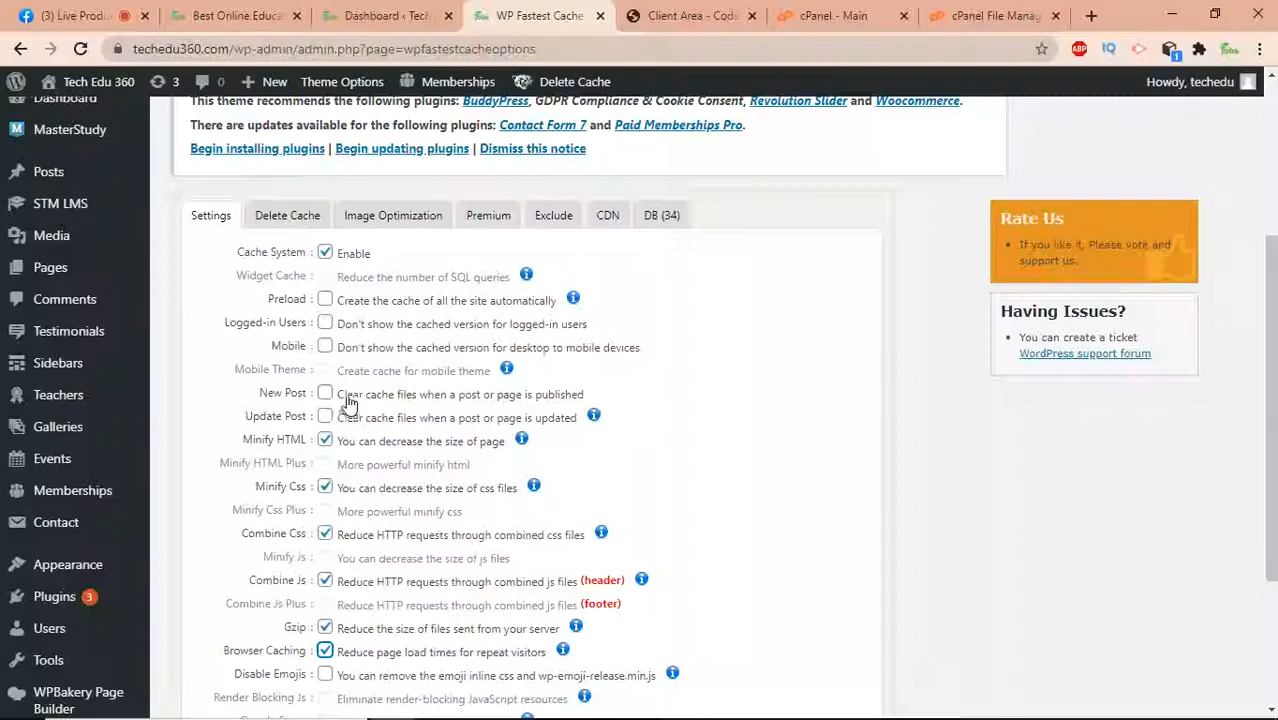 (3) Live Produ
Best Online Educa
Dashboard ‹ Tech
WP Fastest Cache
Client Area - Code
cPanel - Main
cPanel File Manag
techedu360.com/wp-admin/admin.php?page=wpfastestcacheoptions
Tech Edu 360
3
0
New
Theme Options
Memberships
Delete Cache
Howdy, techedu
Dashboard
MasterStudy
Posts
STM LMS
Media
Pages
Comments
Testimonials
Sidebars
Teachers
Galleries
Events
Memberships
Contact
Appearance
Plugins 3
Users
Tools
WPBakery Page
Builder
This theme recommends the following plugins: BuddyPress, GDPR Compliance & Cookie Consent, Revolution Slider and Woocommerce.
There are updates available for the following plugins: Contact Form 7 and Paid Memberships Pro.
Begin installing plugins | Begin updating plugins | Dismiss this notice
Settings
Delete Cache
Image Optimization
Premium
Exclude
CDN
DB (34)
Cache System : Enable
Widget Cache : Reduce the number of SQL queries
Preload : Create the cache of all the site automatically
Logged-in Users : Don't show the cached version for logged-in users
Mobile : Don't show the cached version for desktop to mobile devices
Mobile Theme : Create cache for mobile theme
New Post : Clear cache files when a post or page is published
Update Post : Clear cache files when a post or page is updated
Minify HTML : You can decrease the size of page
Minify HTML Plus : More powerful minify html
Minify Css : You can decrease the size of css files
Minify Css Plus : More powerful minify css
Combine Css : Reduce HTTP requests through combined css files
Minify Js : You can decrease the size of js files
Combine Js : Reduce HTTP requests through combined js files (header)
Combine Js Plus : Reduce HTTP requests through combined js files (footer)
Gzip : Reduce the size of files sent from your server
Browser Caching : Reduce page load times for repeat visitors
Disable Emojis : You can remove the emoji inline css and wp-emoji-release.min.js
Render Blocking Js : Eliminate render-blocking JavaScript resources
Rate Us
If you like it, Please vote and
support us.
Having Issues?
You can create a ticket
WordPress support forum